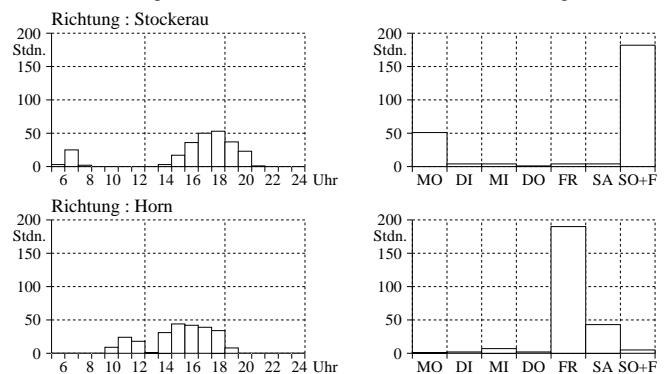 Richtung : Stockerau
200 200
Stdn. Stdn.
150 150
100 100
50 50
0 0
6 8 10 12 14 16 18 20 22 24 Uhr MO DI MI DO FR SA SO+F
Richtung : Horn
200 200
Stdn. Stdn.
150 150
100 100
50 50
0 0
6 8 10 12 14 16 18 20 22 24 Uhr MO DI MI DO FR SA SO+F